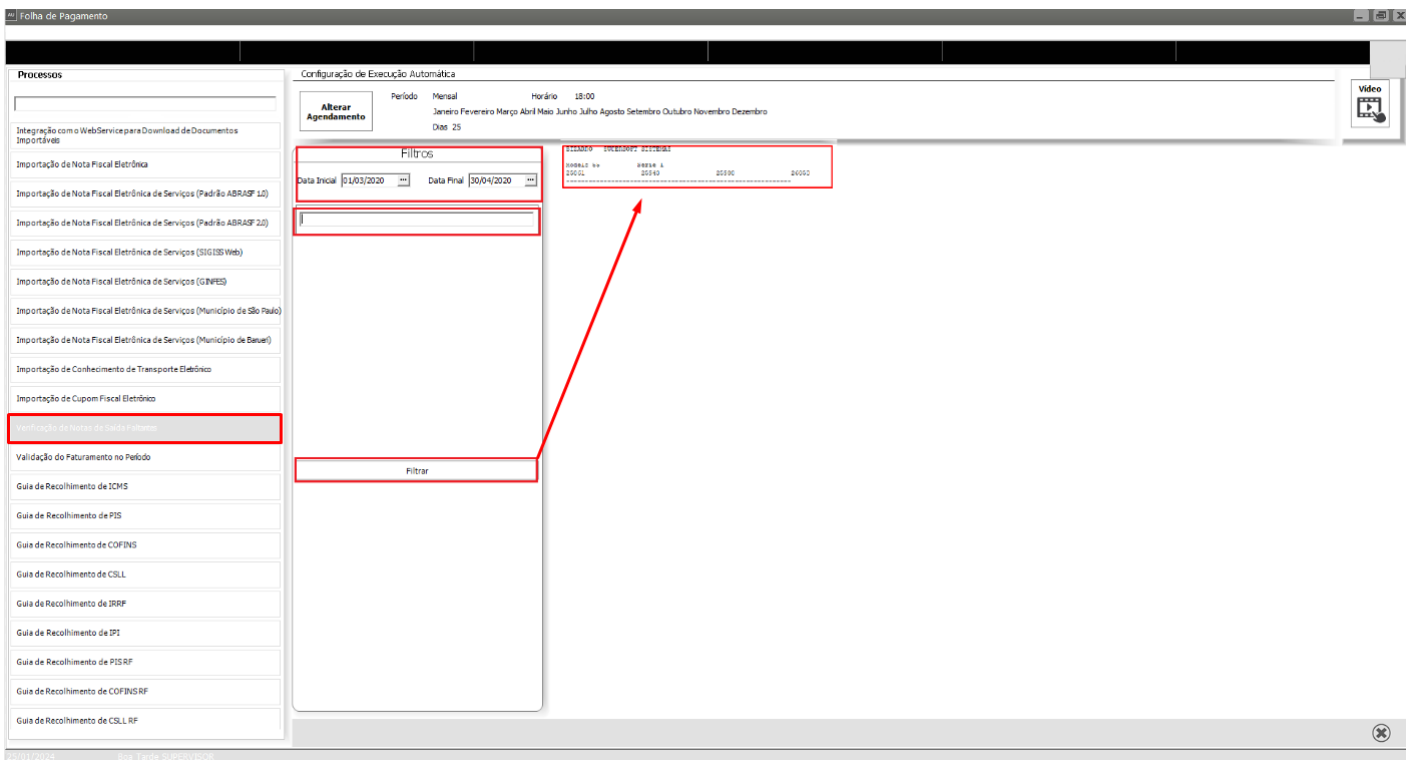 Folha de Pagamento
Processos
Integração com o WebService para Download de Documentos
Importáveis
Importação de Nota Fiscal Eletrônica
Importação de Nota Fiscal Eletrônica de Serviços (Padrão ABRASF 1.0)
Importação de Nota Fiscal Eletrônica de Serviços (Padrão ABRASF 2.0)
Importação de Nota Fiscal Eletrônica de Serviços (SIGISS Web)
Importação de Nota Fiscal Eletrônica de Serviços (GINFES)
Importação de Nota Fiscal Eletrônica de Serviços (Município de São Paulo)
Importação de Nota Fiscal Eletrônica de Serviços (Município de Barueri)
Importação de Conhecimento de Transporte Eletrônico
Importação de Cupom Fiscal Eletrônico
Verificação de Notas de Saída Faltantes
Validação do Faturamento no Período
Guia de Recolhimento de ICMS
Guia de Recolhimento de PIS
Guia de Recolhimento de COFINS
Guia de Recolhimento de CSLL
Guia de Recolhimento de IRRF
Guia de Recolhimento de IPI
Guia de Recolhimento de PIS RF
Guia de Recolhimento de COFINS RF
Guia de Recolhimento de CSLL RF
Configuração de Execução Automática
Alterar
Agendamento
Período Mensal Horário 18:00
Janeiro Fevereiro Março Abril Maio Junho Julho Agosto Setembro Outubro Novembro Dezembro
Dias 25
Vídeo
Filtros
Data Inicial 01/03/2020 ... Data Final 30/04/2020 ...
Filtrar
SISTEMAS
Série 1
25/01/2024 Boa Tarde SUPERVISOR